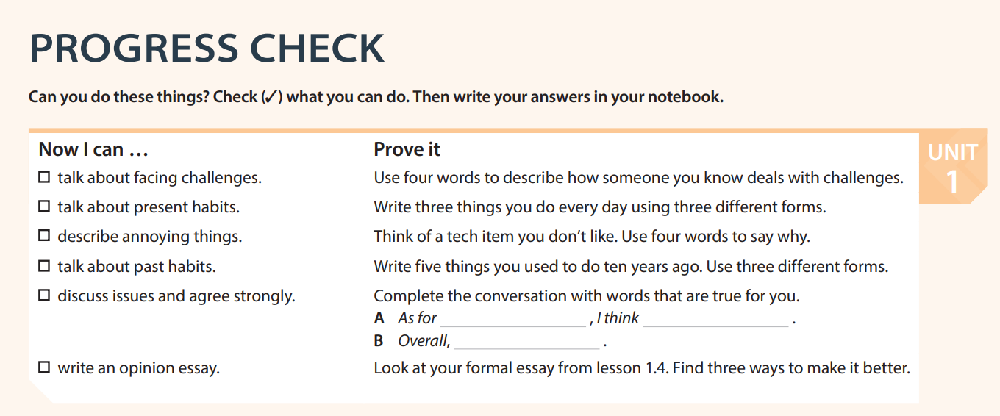 PROGRESS CHECK
Can you do these things? Check (✓) what you can do. Then write your answers in your notebook.
UNIT
1
Now I can … Prove it
talk about facing challenges. Use four words to describe how someone you know deals with challenges.
talk about present habits. Write three things you do every day using three different forms.
describe annoying things. Think of a tech item you don’t like. Use four words to say why.
talk about past habits. Write five things you used to do ten years ago. Use three different forms.
discuss issues and agree strongly. Complete the conversation with words that are true for you.
A As for ____________, I think ____________.
B Overall, ____________.
write an opinion essay. Look at your formal essay from lesson 1.4. Find three ways to make it better.